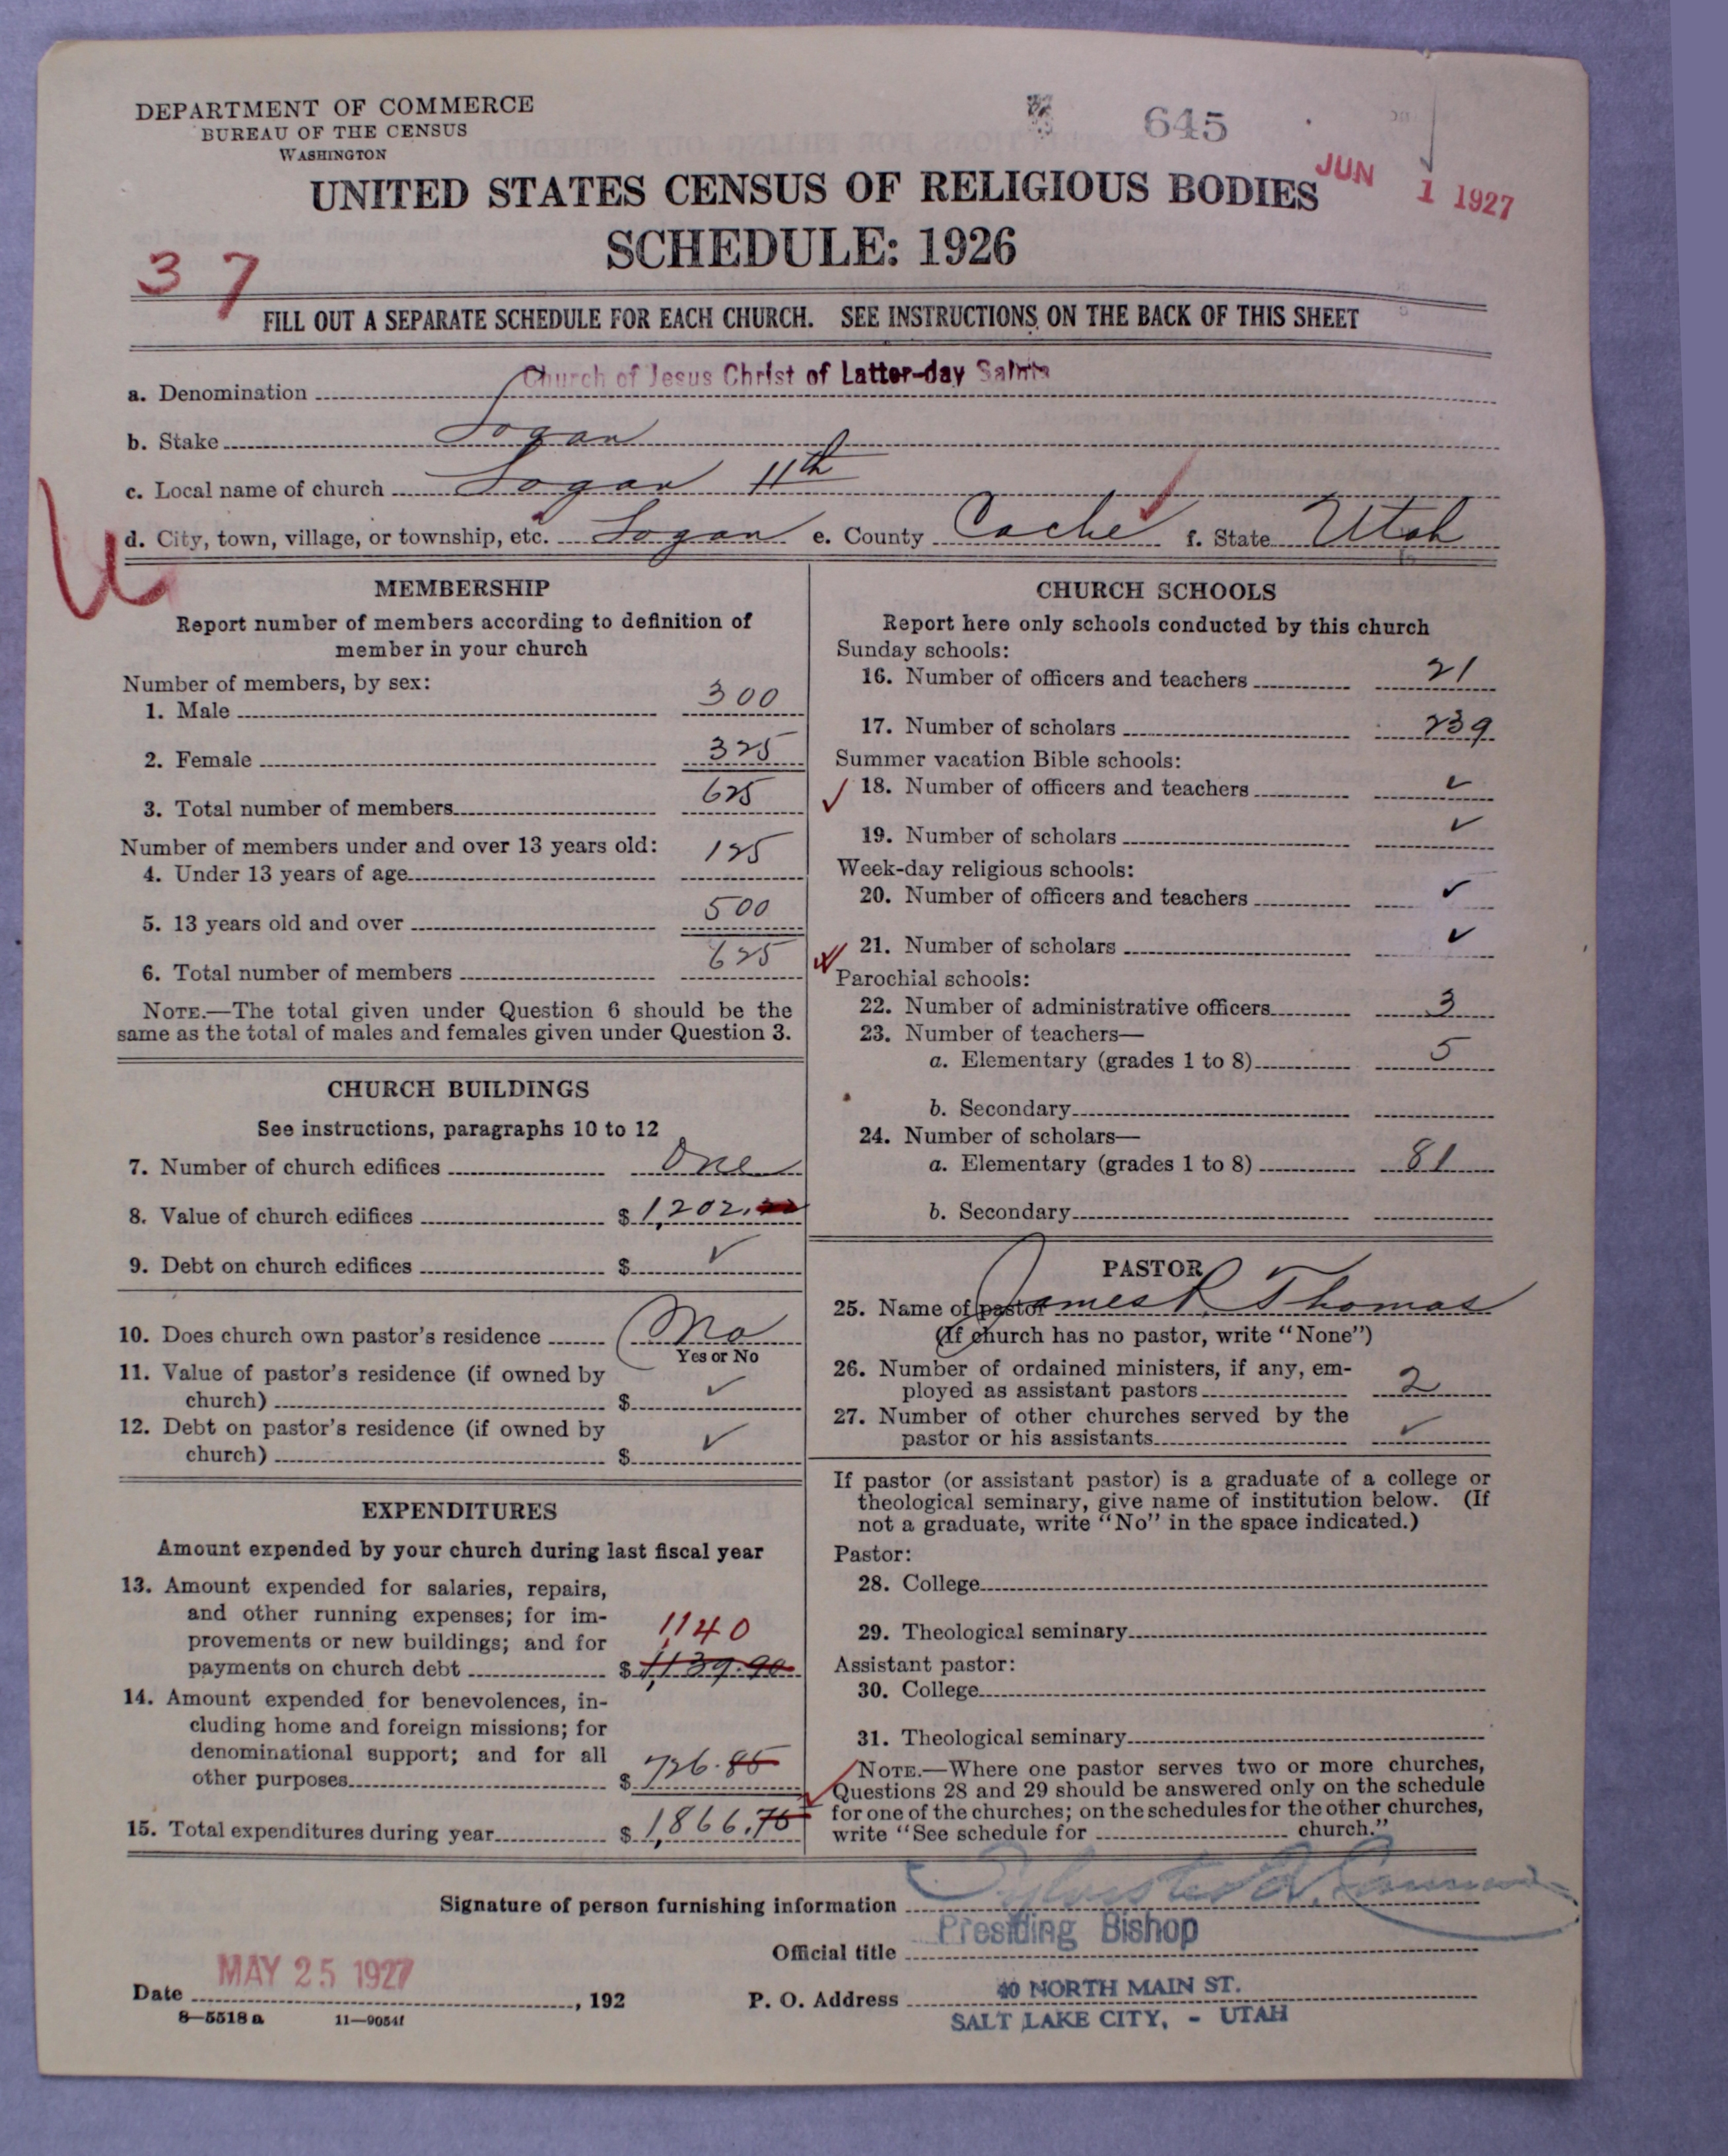 DEPARTMENT OF COMMERCE
BUREAU OF THE CENSUS
WASHINGTON
645
JUN 1 1927
UNITED STATES CENSUS OF RELIGIOUS BODIES
SCHEDULE: 1926
37
FILL OUT A SEPARATE SCHEDULE FOR EACH CHURCH. SEE INSTRUCTIONS ON THE BACK OF THIS SHEET
a. Denomination Church of Jesus Christ of Latter-day Saints
b. Stake Logan
c. Local name of church Logan 11th
d. City, town, village, or township, etc. Logan e. County Cache f. State Utah
MEMBERSHIP
Report number of members according to definition of
member in your church
Number of members, by sex:
1. Male 300
2. Female 325
3. Total number of members 625
Number of members under and over 13 years old:
4. Under 13 years of age 125
5. 13 years old and over 500
6. Total number of members 625
NOTE.—The total given under Question 6 should be the
same as the total of males and females given under Question 3.
CHURCH BUILDINGS
See instructions, paragraphs 10 to 12
7. Number of church edifices One
8. Value of church edifices $ 1,202.
9. Debt on church edifices $ ✓
10. Does church own pastor's residence No
Yes or No
11. Value of pastor's residence (if owned by
church) $ ✓
12. Debt on pastor's residence (if owned by
church) $ ✓
EXPENDITURES
Amount expended by your church during last fiscal year
13. Amount expended for salaries, repairs,
and other running expenses; for im-
provements or new buildings; and for 1140
payments on church debt $ 1,139.90
14. Amount expended for benevolences, in-
cluding home and foreign missions; for
denominational support; and for all
other purposes $ 726.85
15. Total expenditures during year $ 1,866.75
CHURCH SCHOOLS
Report here only schools conducted by this church
Sunday schools:
16. Number of officers and teachers 21
17. Number of scholars 239
Summer vacation Bible schools:
18. Number of officers and teachers ✓
19. Number of scholars ✓
Week-day religious schools:
20. Number of officers and teachers ✓
21. Number of scholars ✓
Parochial schools:
22. Number of administrative officers 3
23. Number of teachers—
a. Elementary (grades 1 to 8) 5
b. Secondary
24. Number of scholars—
a. Elementary (grades 1 to 8) 81
b. Secondary
PASTOR
25. Name of pastor James R. Thomas
(If church has no pastor, write "None")
26. Number of ordained ministers, if any, em-
ployed as assistant pastors 2
27. Number of other churches served by the
pastor or his assistants ✓
If pastor (or assistant pastor) is a graduate of a college or
theological seminary, give name of institution below. (If
not a graduate, write "No" in the space indicated.)
Pastor:
28. College
29. Theological seminary
Assistant pastor:
30. College
31. Theological seminary
NOTE.—Where one pastor serves two or more churches,
Questions 28 and 29 should be answered only on the schedule
for one of the churches; on the schedules for the other churches,
write "See schedule for church."
Signature of person furnishing information Sylvester Q. Cannon
Official title Presiding Bishop
Date MAY 25 1927, 192
P. O. Address 40 NORTH MAIN ST.
SALT LAKE CITY, - UTAH
8—5518 a 11—9054f